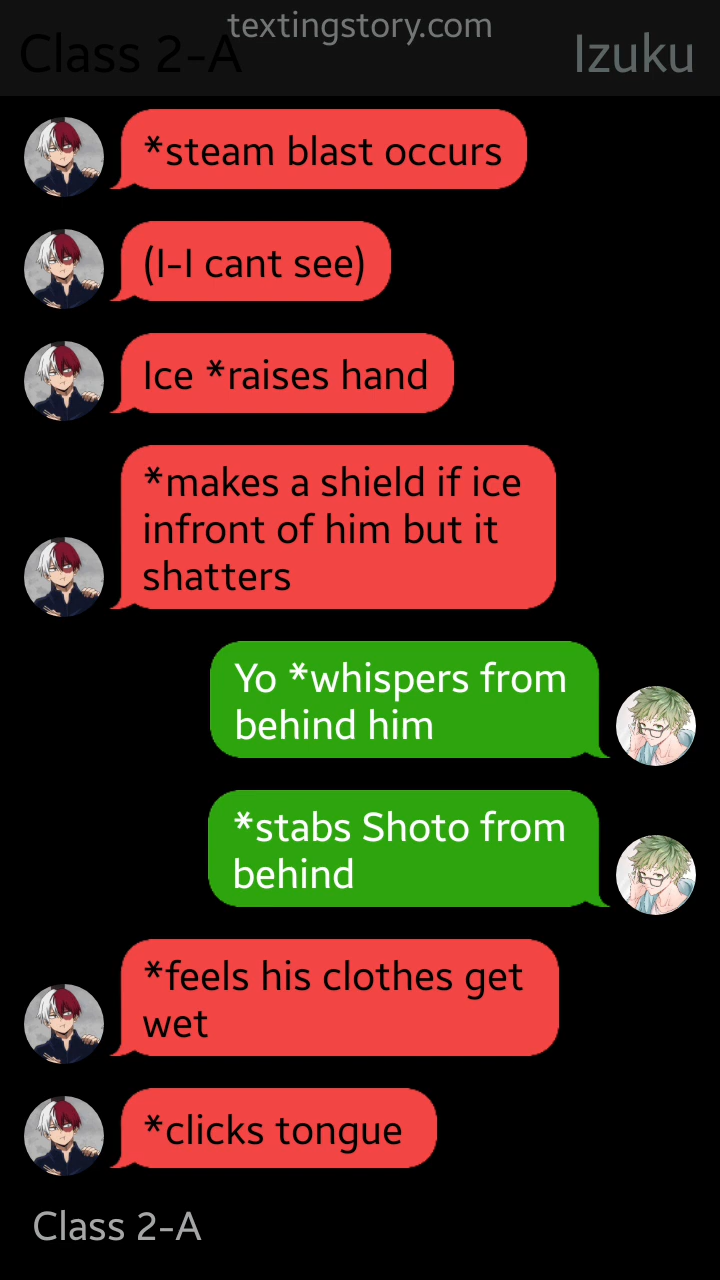 textingstory.com
Class 2-A
Izuku
*steam blast occurs
(I-I cant see)
Ice *raises hand
*makes a shield if ice
infront of him but it
shatters
Yo *whispers from
behind him
*stabs Shoto from
behind
*feels his clothes get
wet
*clicks tongue
Class 2-A